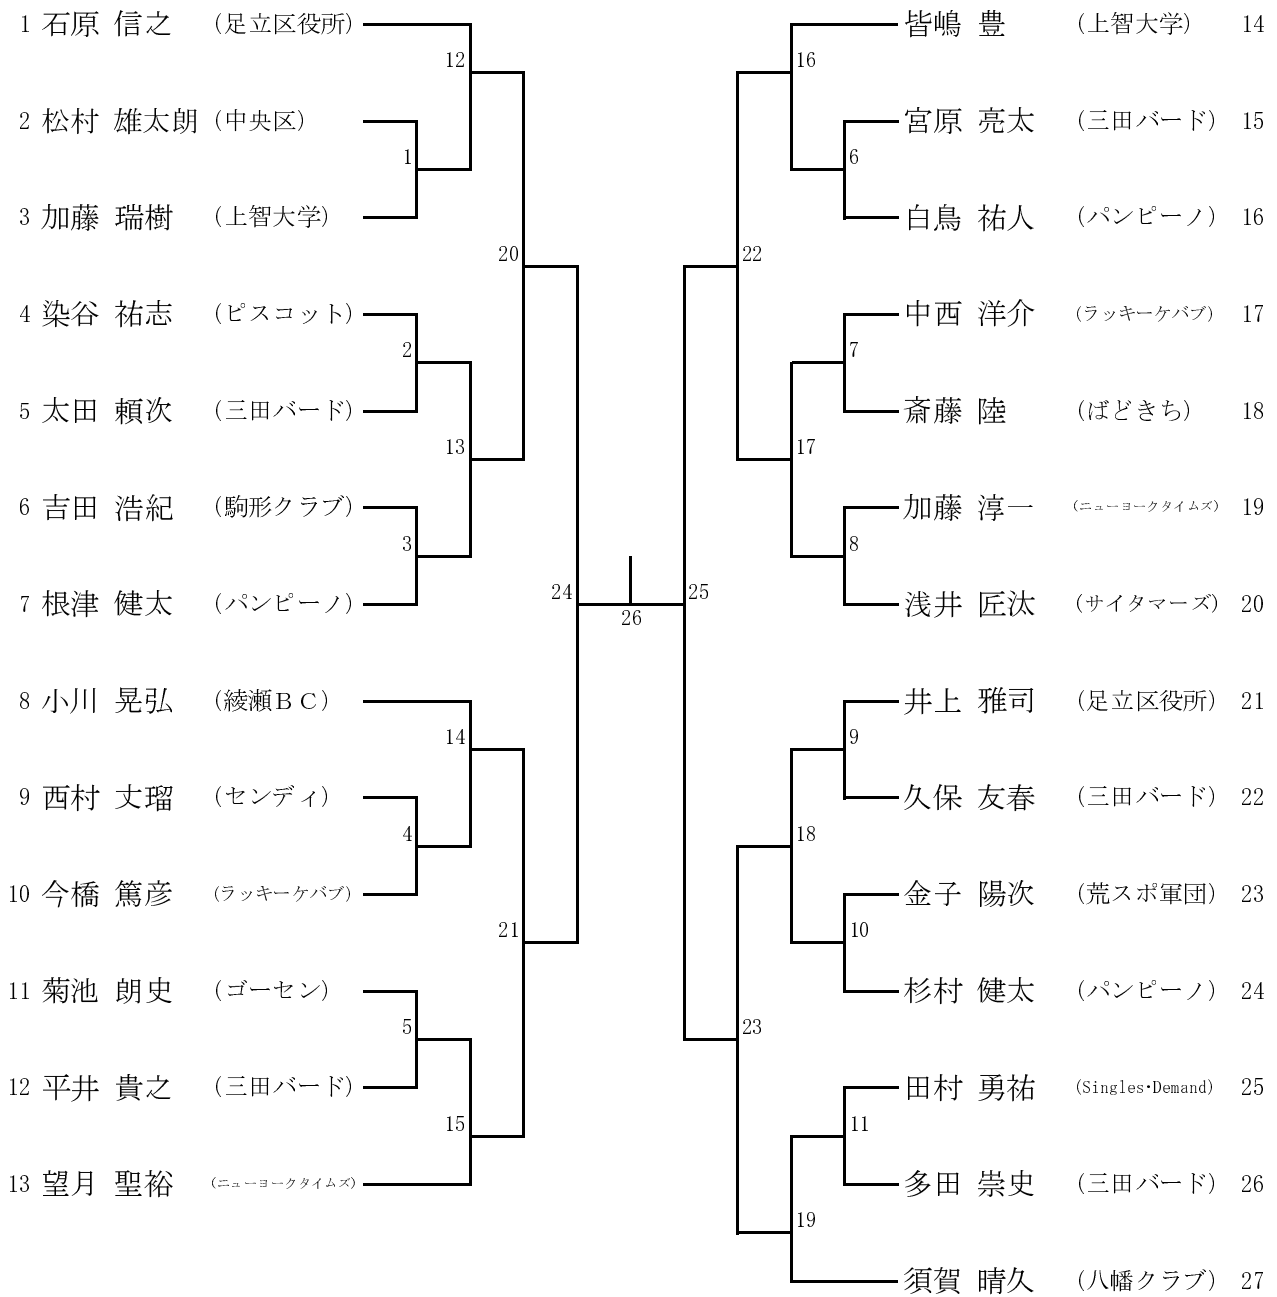 1 石原 信之 (足立区役所)
12
2 松村 雄太朗 (中央区)
1
3 加藤 瑞樹 (上智大学)
20
4 染谷 祐志 (ピスコット)
2
5 太田 頼次 (三田バード)
13
6 吉田 浩紀 (駒形クラブ)
3
7 根津 健太 (パンピーノ)
24
8 小川 晃弘 (綾瀬ＢＣ)
14
9 西村 丈瑠 (センディ)
4
10 今橋 篤彦 (ラッキーケバブ)
21
11 菊池 朗史 (ゴーセン)
5
12 平井 貴之 (三田バード)
15
13 望月 聖裕 (ニューヨークタイムズ)
26
皆嶋 豊 (上智大学) 14
16
宮原 亮太 (三田バード) 15
6
白鳥 祐人 (パンピーノ) 16
22
中西 洋介 (ラッキーケバブ) 17
7
斎藤 陸 (ばどきち) 18
17
加藤 淳一 (ニューヨークタイムズ) 19
8
浅井 匠汰 (サイタマーズ) 20
25
井上 雅司 (足立区役所) 21
9
久保 友春 (三田バード) 22
18
金子 陽次 (荒スポ軍団) 23
10
杉村 健太 (パンピーノ) 24
23
田村 勇祐 (Singles・Demand) 25
11
多田 崇史 (三田バード) 26
19
須賀 晴久 (八幡クラブ) 27